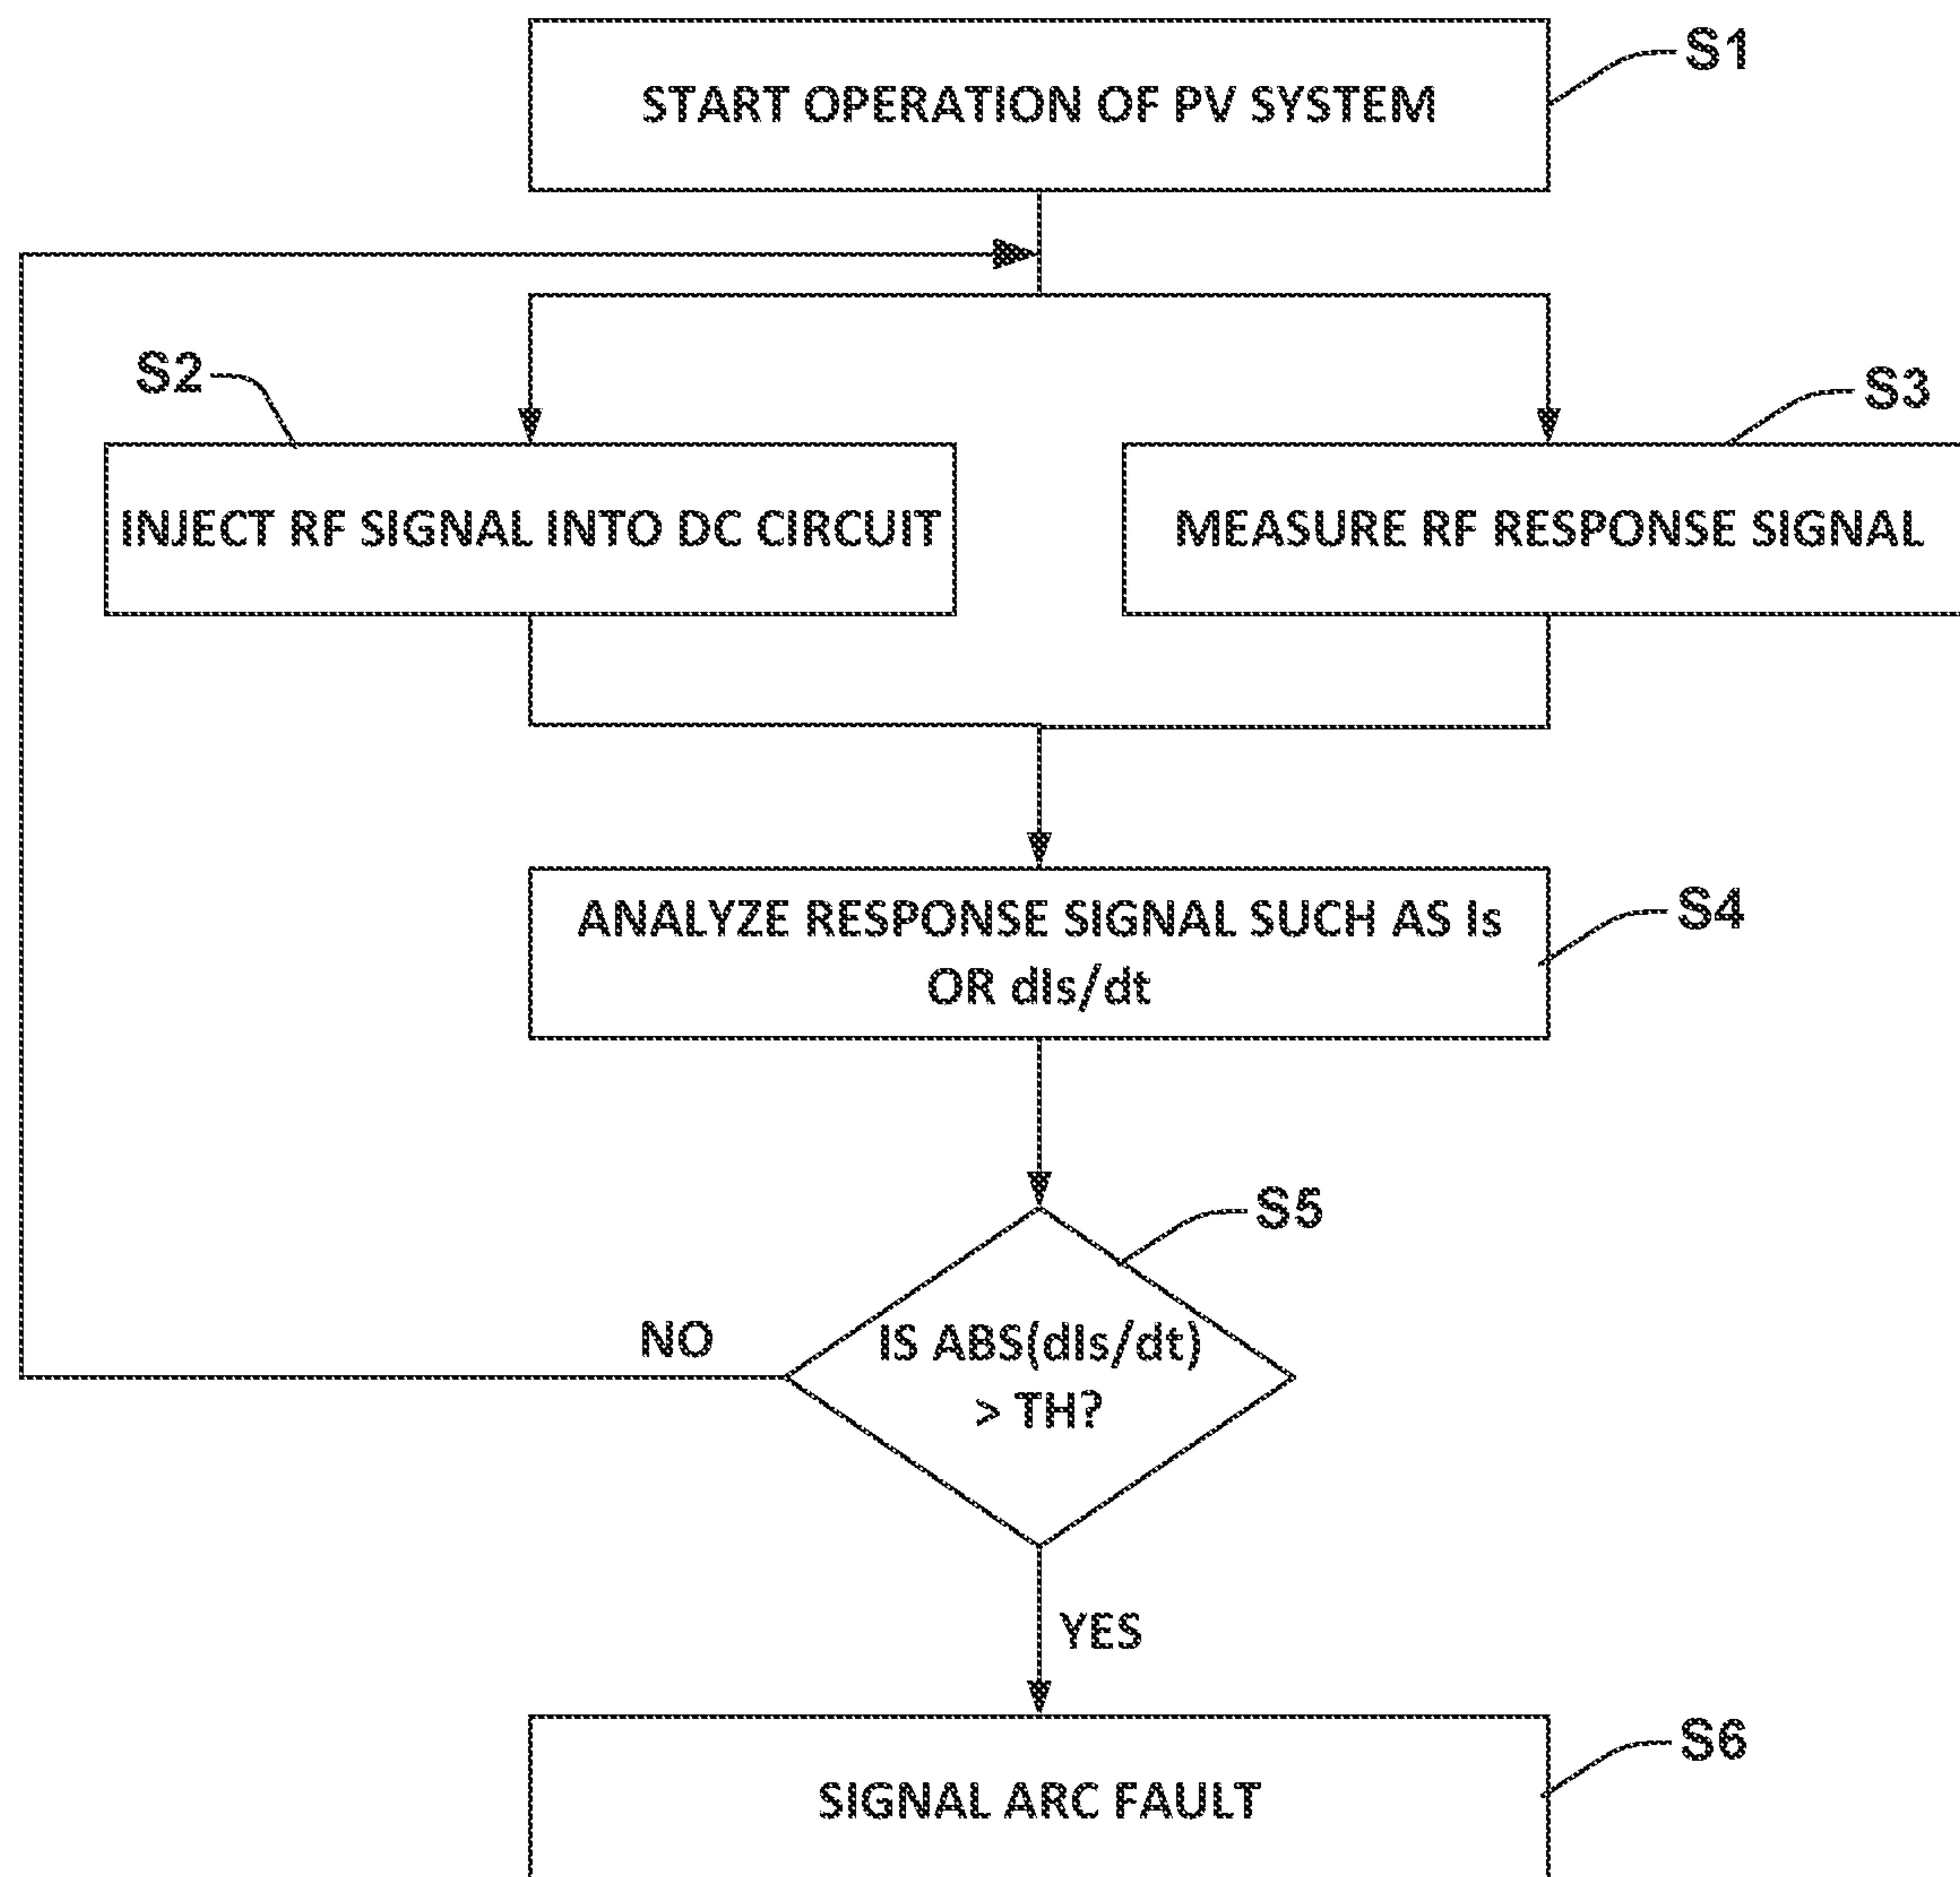 START OPERATION OF PV SYSTEM
S1
S2
S3
INJECT RF SIGNAL INTO DC CIRCUIT
MEASURE RF RESPONSE SIGNAL
ANALYZE RESPONSE SIGNAL SUCH AS Is
OR dIs/dt
S4
S5
NO
IS ABS(dIs/dt)
> TH?
YES
SIGNAL ARC FAULT
S6